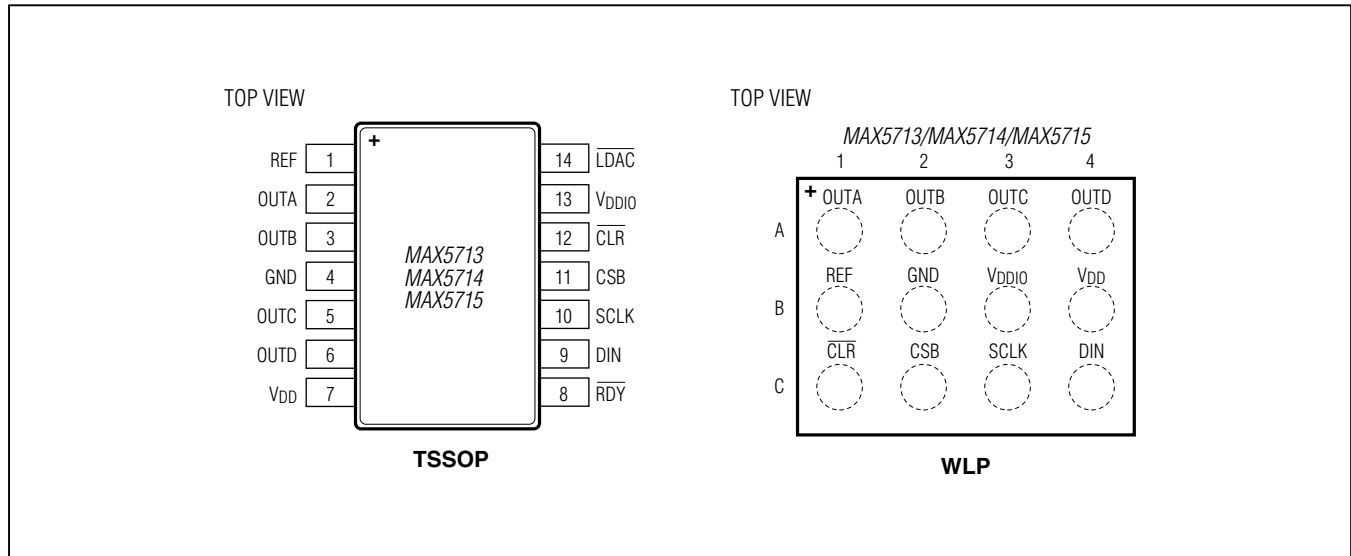 TOP VIEW
+
REF 1
OUTA 2
OUTB 3
GND 4
OUTC 5
OUTD 6
VDD 7
MAX5713
MAX5714
MAX5715
14 LDAC
13 VDDIO
12 CLR
11 CSB
10 SCLK
9 DIN
8 RDY
TSSOP
TOP VIEW
MAX5713/MAX5714/MAX5715
1 2 3 4
+ OUTA OUTB OUTC OUTD
A
REF GND VDDIO VDD
B
CLR CSB SCLK DIN
C
WLP